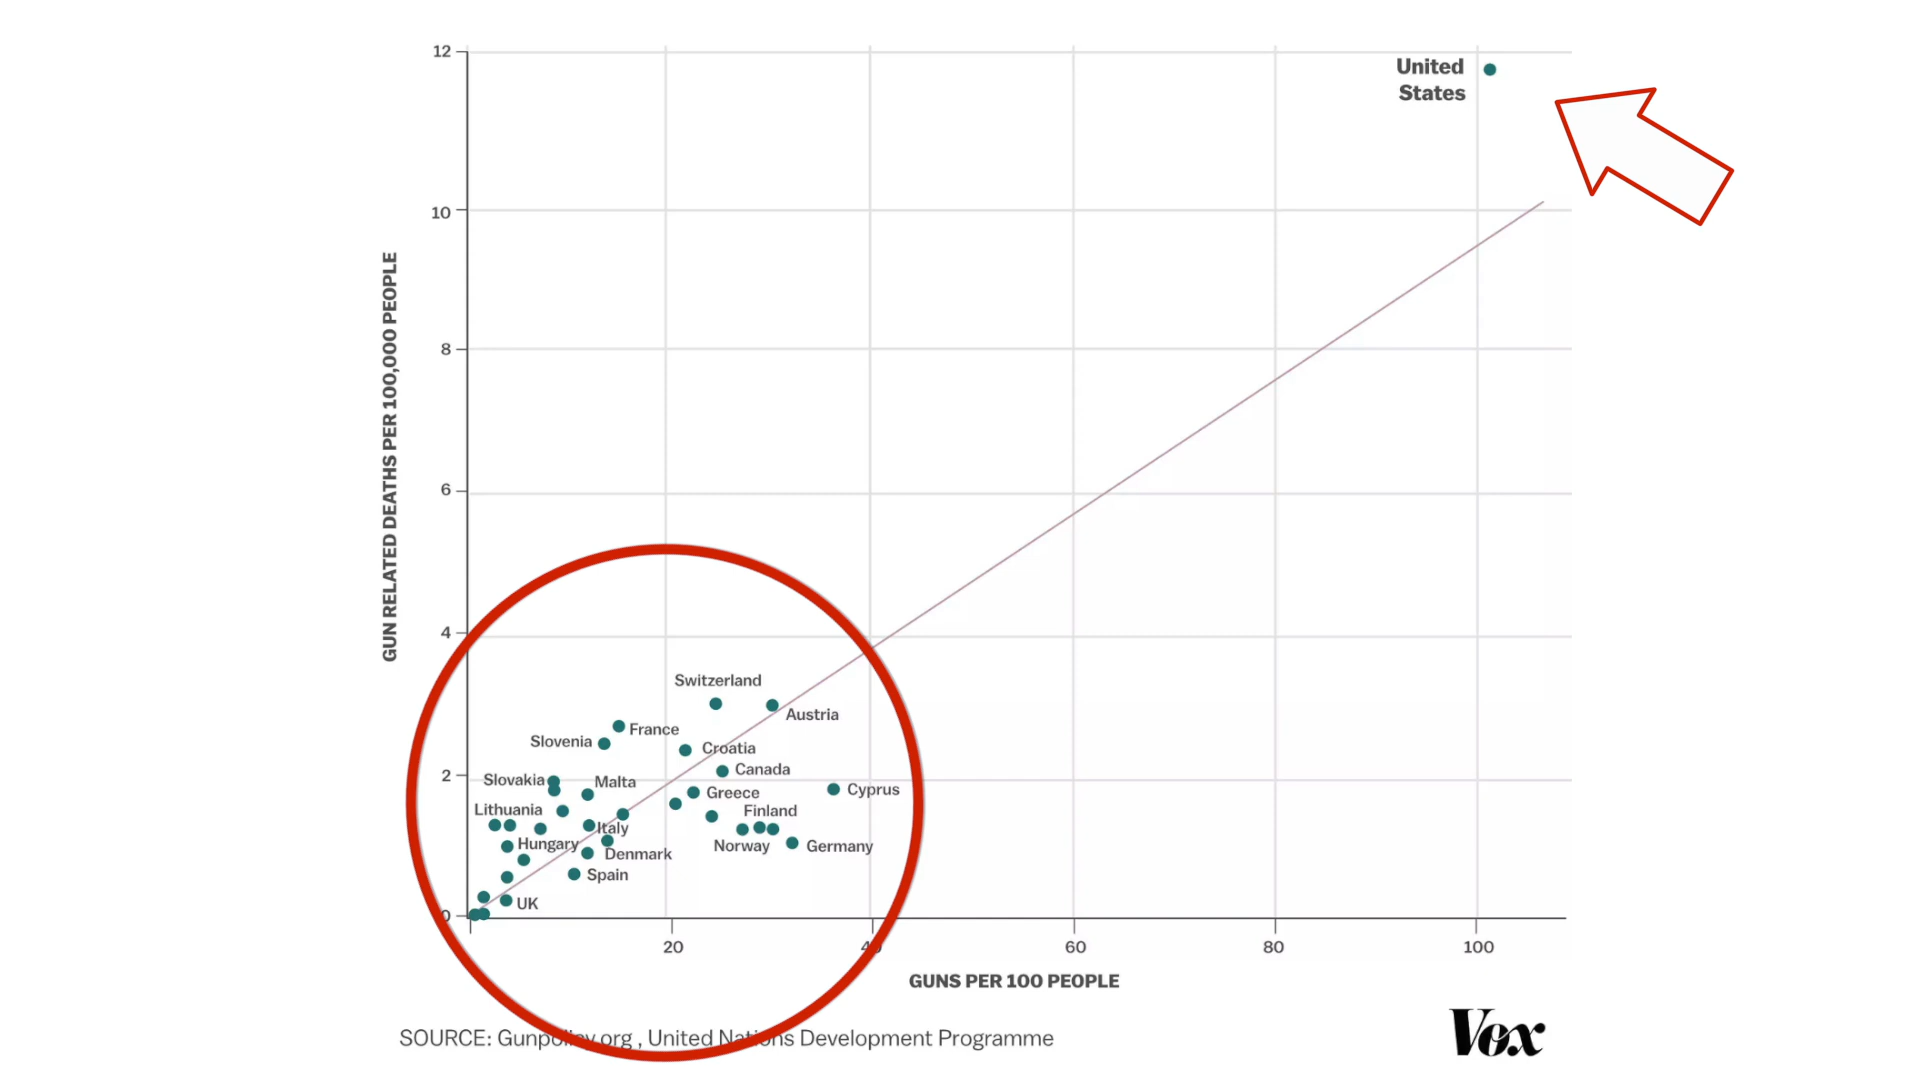 12
United
States
10
GUN RELATED DEATHS PER 100,000 PEOPLE
8
6
4
Switzerland
Austria
France
Slovenia
Croatia
Canada
2
Slovakia
Malta
Cyprus
Greece
Lithuania
Finland
Italy
Hungary
Norway
Germany
Denmark
Spain
UK
0
20
40
60
80
100
GUNS PER 100 PEOPLE
SOURCE: Gunpolicy.org , United Nations Development Programme
Vox